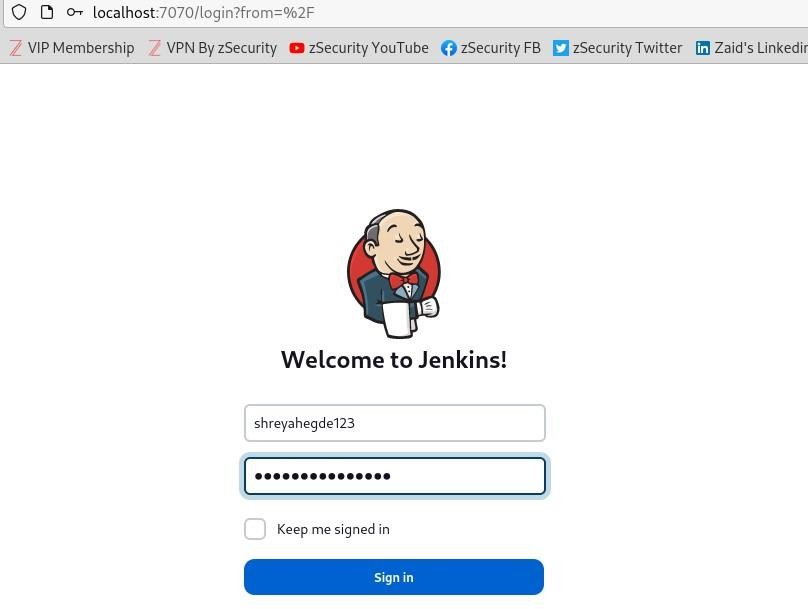 localhost:7070/login?from=%2F
VIP Membership VPN By zSecurity zSecurity YouTube zSecurity FB zSecurity Twitter Zaid's Linkedin
Welcome to Jenkins!
shreyahegde123
•••••••••••••••
Keep me signed in
Sign in